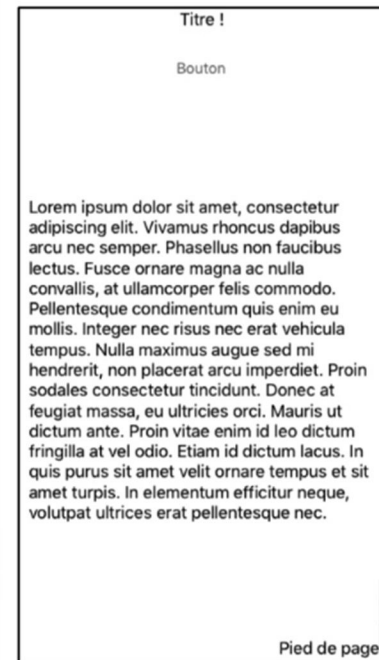 Titre !
Bouton
Lorem ipsum dolor sit amet, consectetur
adipiscing elit. Vivamus rhoncus dapibus
arcu nec semper. Phasellus non faucibus
lectus. Fusce ornare magna ac nulla
convallis, at ullamcorper felis commodo.
Pellentesque condimentum quis enim eu
mollis. Integer nec risus nec erat vehicula
tempus. Nulla maximus augue sed mi
hendrerit, non placerat arcu imperdiet. Proin
sodales consectetur tincidunt. Donec at
feugiat massa, eu ultricies orci. Mauris ut
dictum ante. Proin vitae enim id leo dictum
fringilla at vel odio. Etiam id dictum lacus. In
quis purus sit amet velit ornare tempus et sit
amet turpis. In elementum efficitur neque,
volutpat ultrices erat pellentesque nec.
Pied de page